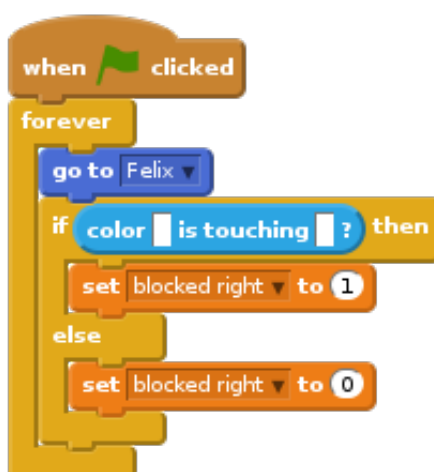 when clicked
forever
go to Felix
if color is touching ? then
set blocked right to 1
else
set blocked right to 0